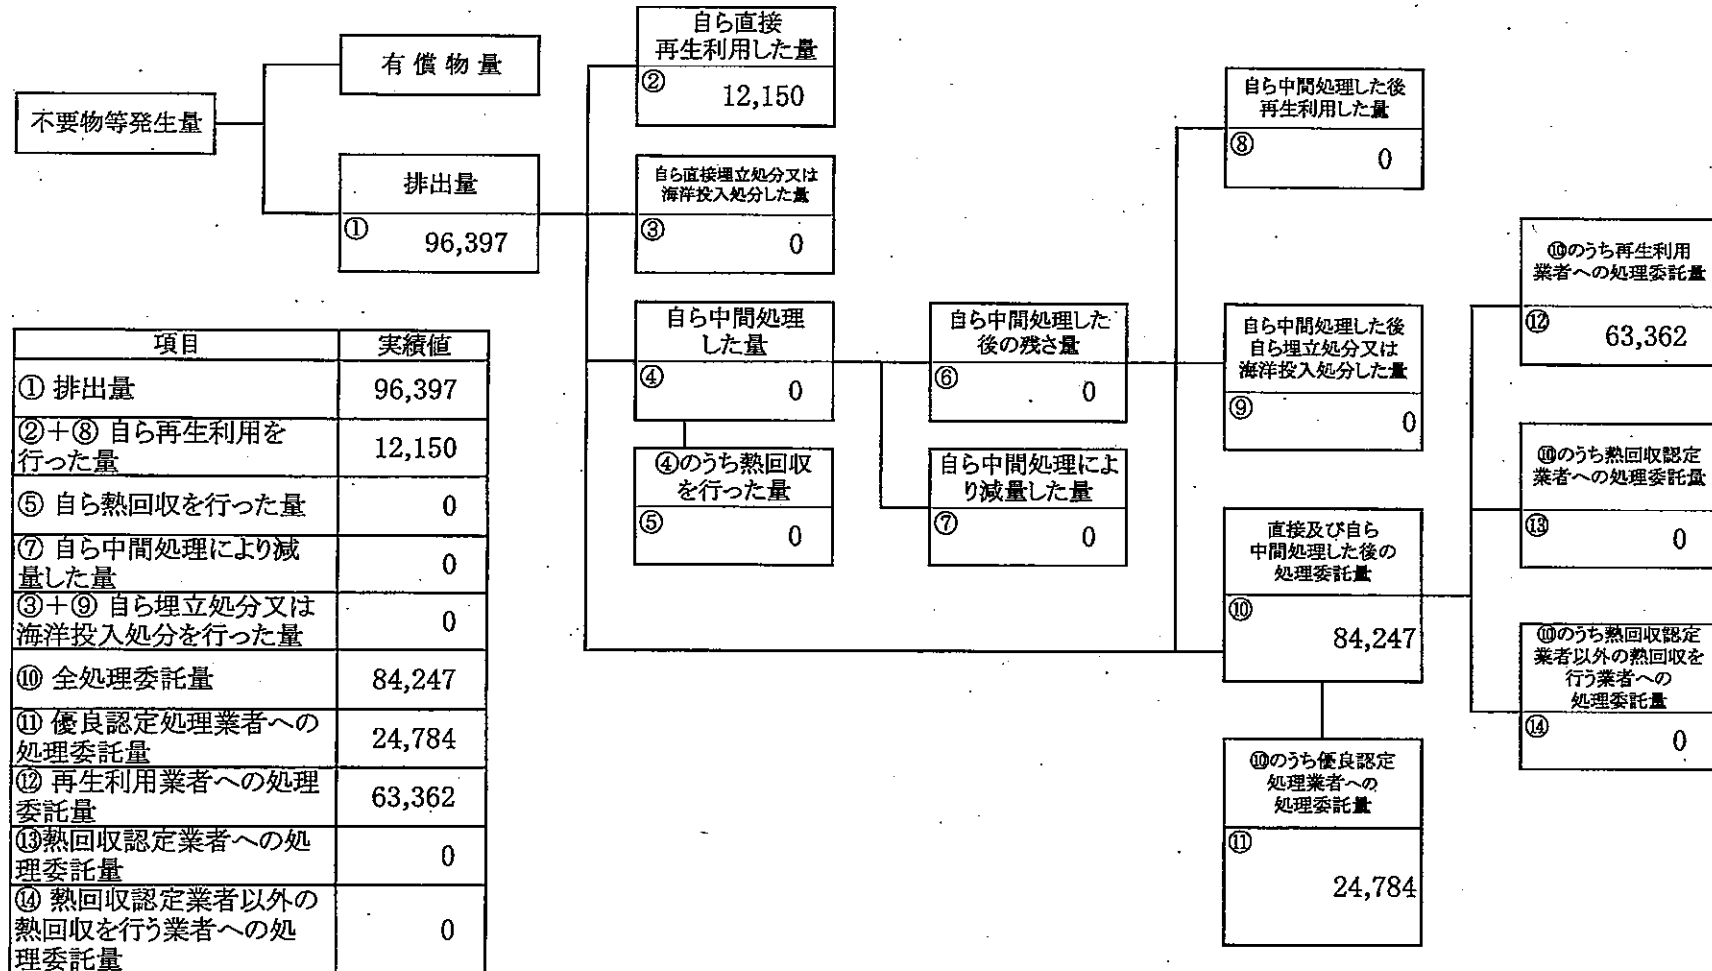 不要物等発生量
有償物量
排出量
① 96,397
自ら直接
再生利用した量
② 12,150
自ら直接埋立処分又は
海洋投入処分した量
③ 0
自ら中間処理
した量
④ 0
④のうち熱回収
を行った量
⑤ 0
自ら中間処理した
後の残さ量
⑥ 0
自ら中間処理によ
り減量した量
⑦ 0
自ら中間処理した後
再生利用した量
⑧ 0
自ら中間処理した後
自ら埋立処分又は
海洋投入処分した量
⑨ 0
直接及び自ら
中間処理した後の
処理委託量
⑩ 84,247
⑩のうち優良認定
処理業者への
処理委託量
⑪ 24,784
⑩のうち再生利用
業者への処理委託量
⑫ 63,362
⑩のうち熱回収認定
業者への処理委託量
⑬ 0
⑩のうち熱回収認定
業者以外の熱回収を
行う業者への
処理委託量
⑭ 0
項目 実績値
① 排出量 96,397
②＋⑧ 自ら再生利用を
行った量 12,150
⑤ 自ら熱回収を行った量 0
⑦ 自ら中間処理により減
量した量 0
③＋⑨ 自ら埋立処分又は
海洋投入処分を行った量 0
⑩ 全処理委託量 84,247
⑪ 優良認定処理業者への
処理委託量 24,784
⑫ 再生利用業者への処理
委託量 63,362
⑬熱回収認定業者への処
理委託量 0
⑭ 熱回収認定業者以外の
熱回収を行う業者への処
理委託量 0